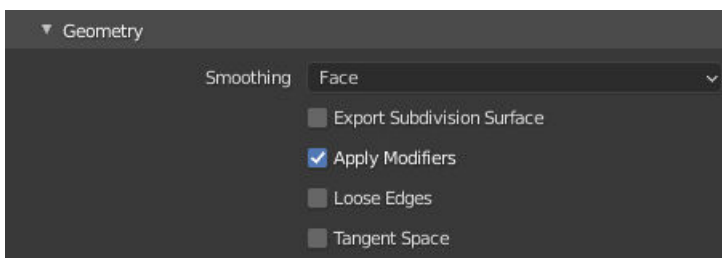 Geometry
Smoothing Face
Export Subdivision Surface
Apply Modifiers
Loose Edges
Tangent Space